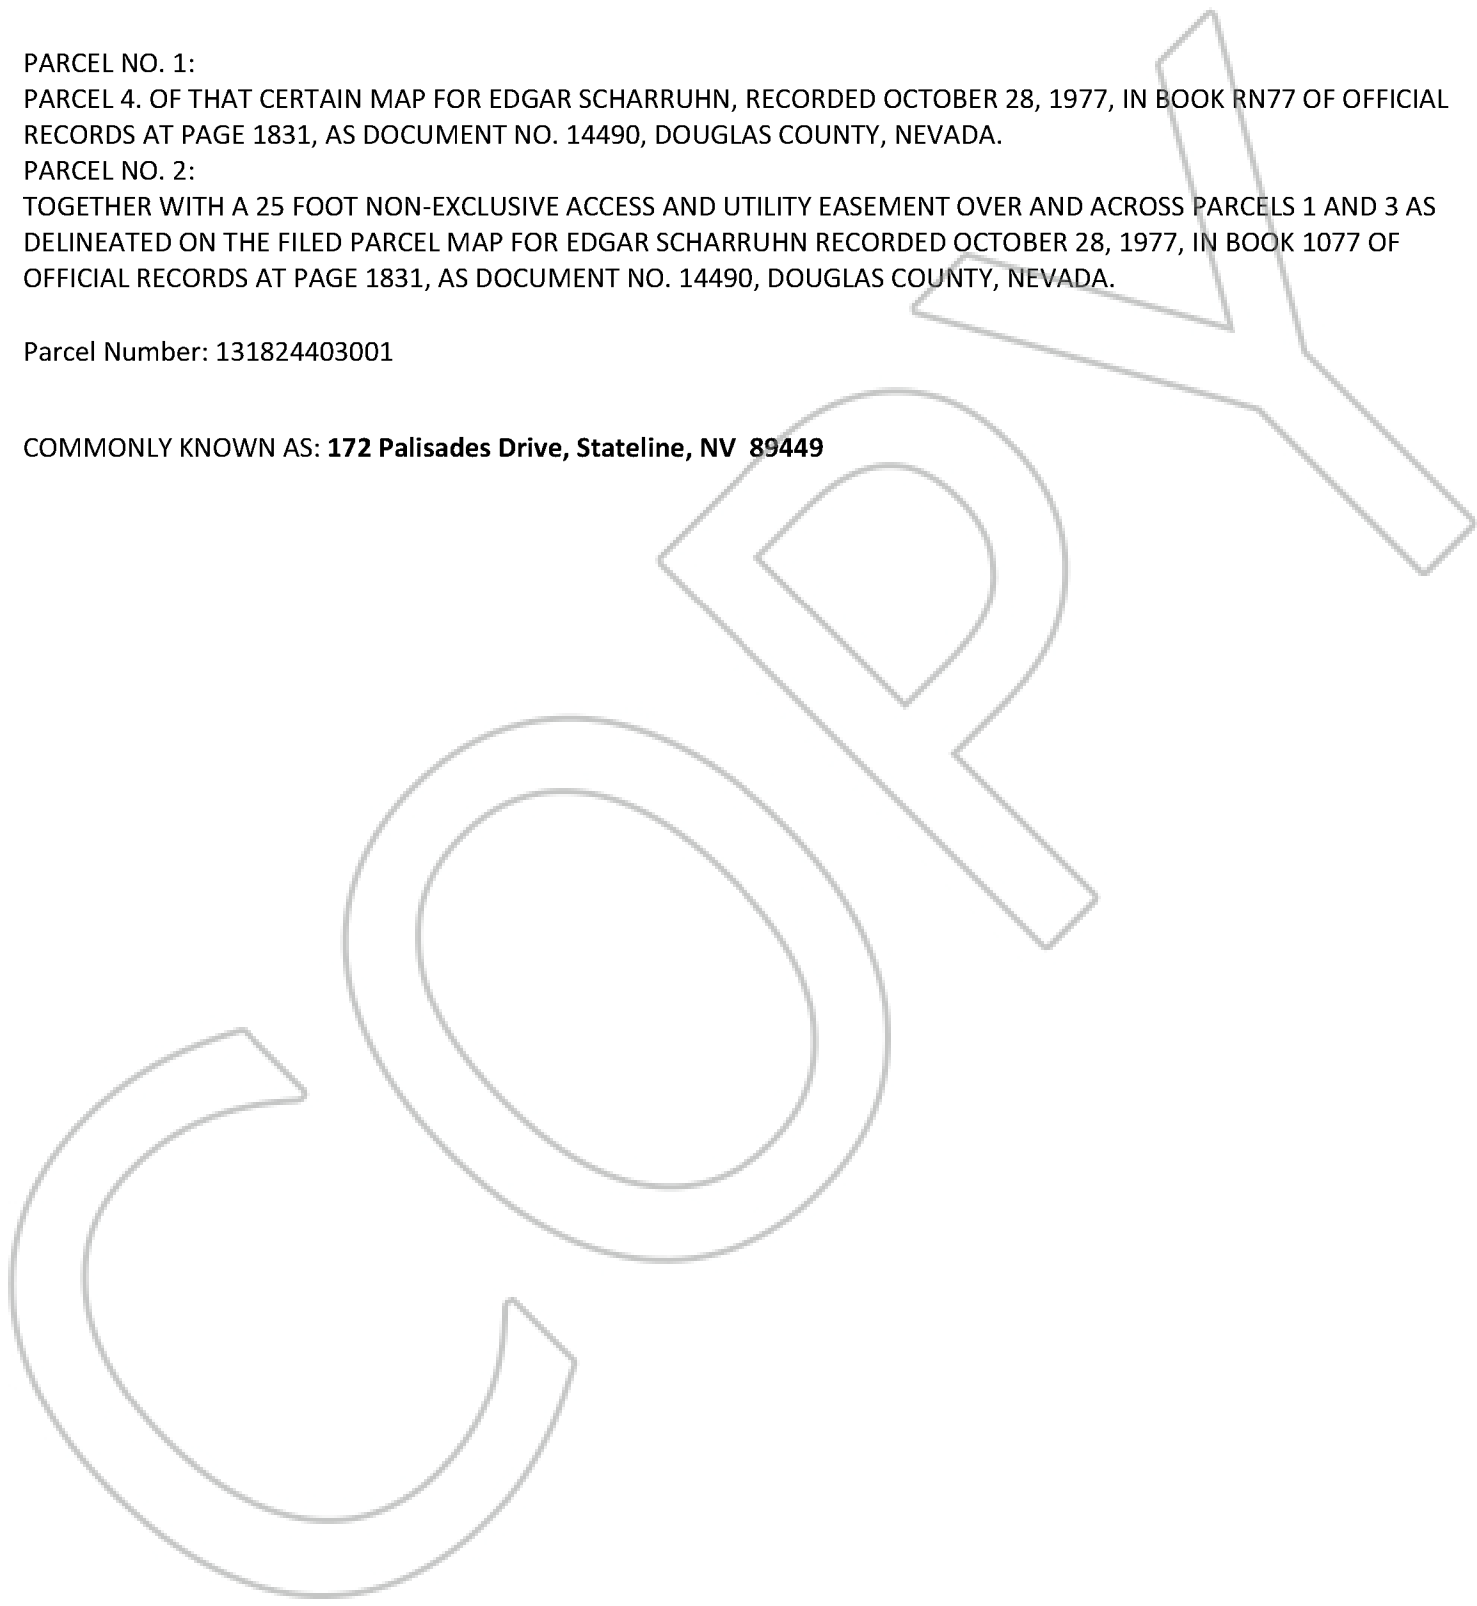 PARCEL NO. 1:
PARCEL 4. OF THAT CERTAIN MAP FOR EDGAR SCHARRUHN, RECORDED OCTOBER 28, 1977, IN BOOK RN77 OF OFFICIAL
RECORDS AT PAGE 1831, AS DOCUMENT NO. 14490, DOUGLAS COUNTY, NEVADA.
PARCEL NO. 2:
TOGETHER WITH A 25 FOOT NON-EXCLUSIVE ACCESS AND UTILITY EASEMENT OVER AND ACROSS PARCELS 1 AND 3 AS
DELINEATED ON THE FILED PARCEL MAP FOR EDGAR SCHARRUHN RECORDED OCTOBER 28, 1977, IN BOOK 1077 OF
OFFICIAL RECORDS AT PAGE 1831, AS DOCUMENT NO. 14490, DOUGLAS COUNTY, NEVADA.
Parcel Number: 131824403001
COMMONLY KNOWN AS: 172 Palisades Drive, Stateline, NV  89449
COPY